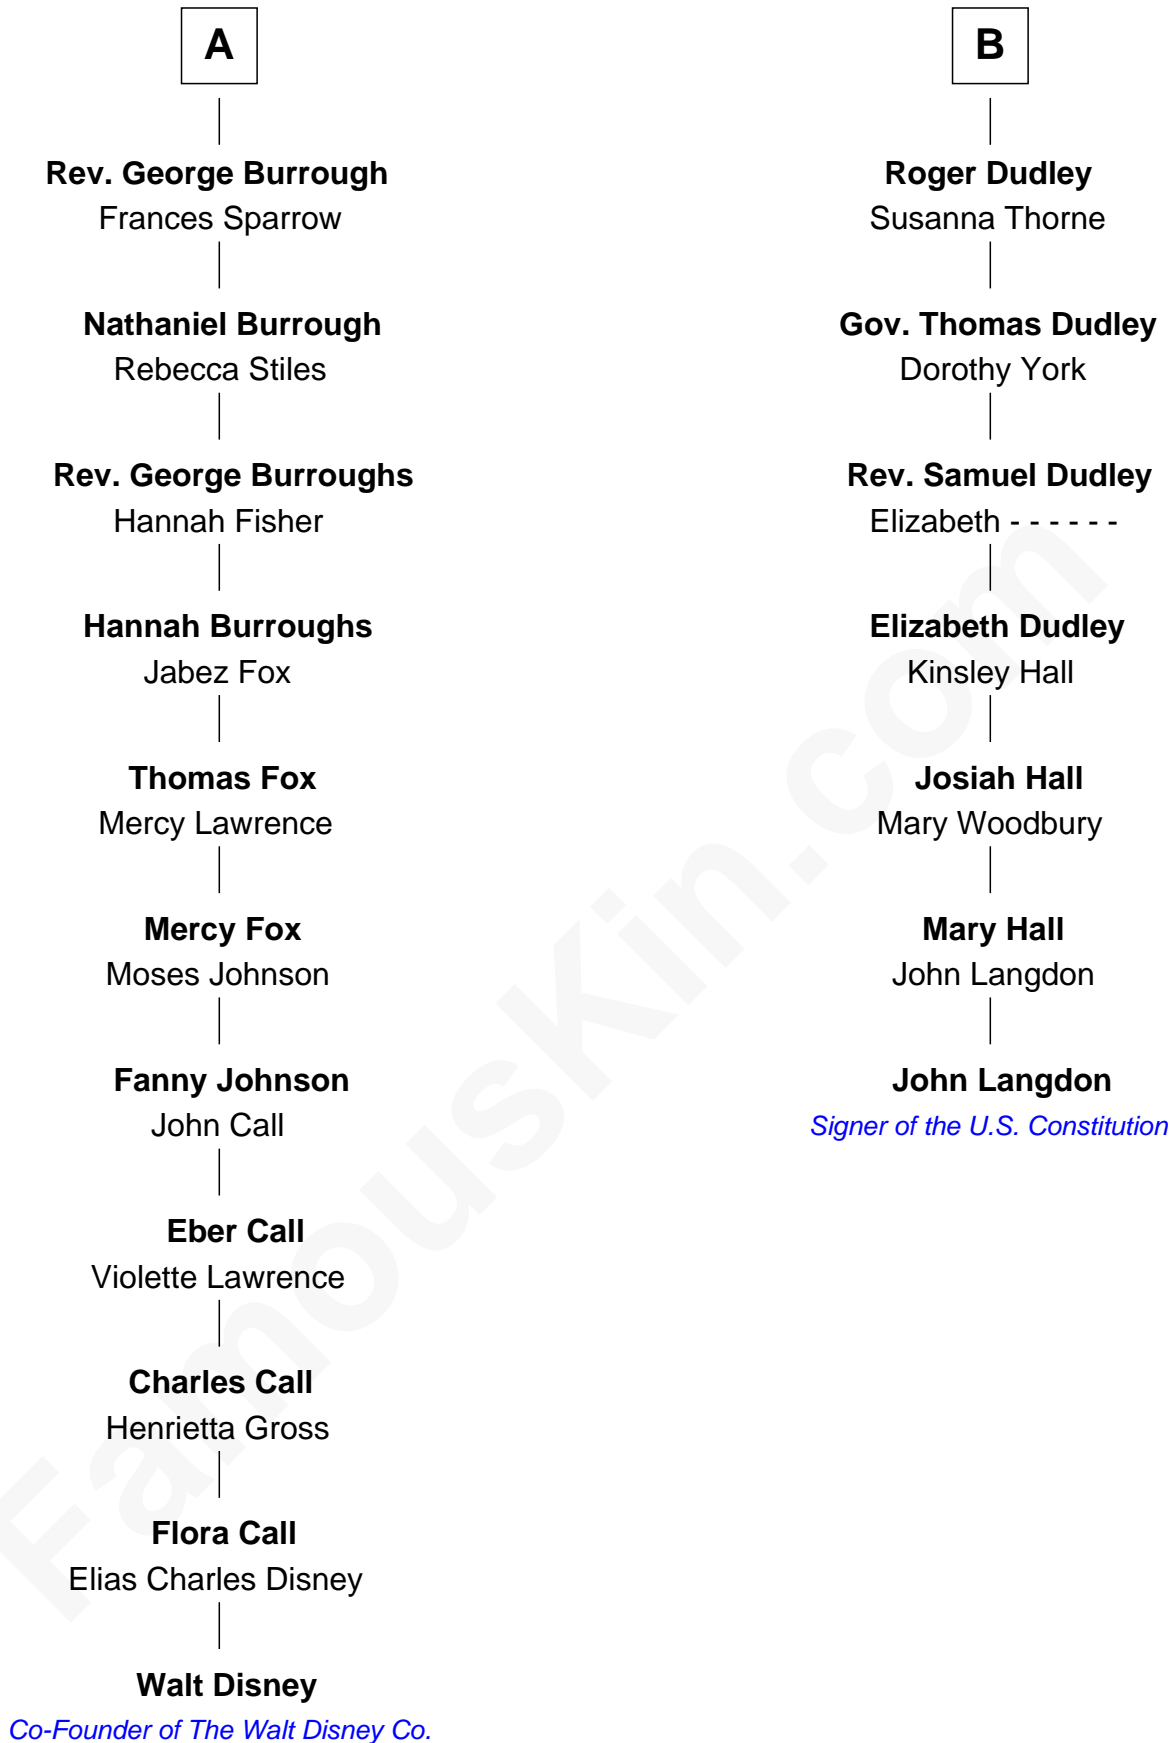 A
Rev. George Burrough
Frances Sparrow
Nathaniel Burrough
Rebecca Stiles
Rev. George Burroughs
Hannah Fisher
Hannah Burroughs
Jabez Fox
Thomas Fox
Mercy Lawrence
Mercy Fox
Moses Johnson
Fanny Johnson
John Call
Eber Call
Violette Lawrence
Charles Call
Henrietta Gross
Flora Call
Elias Charles Disney
Walt Disney
Co-Founder of The Walt Disney Co.
B
Roger Dudley
Susanna Thorne
Gov. Thomas Dudley
Dorothy York
Rev. Samuel Dudley
Elizabeth - - - - - -
Elizabeth Dudley
Kinsley Hall
Josiah Hall
Mary Woodbury
Mary Hall
John Langdon
John Langdon
Signer of the U.S. Constitution
FamousKin.com